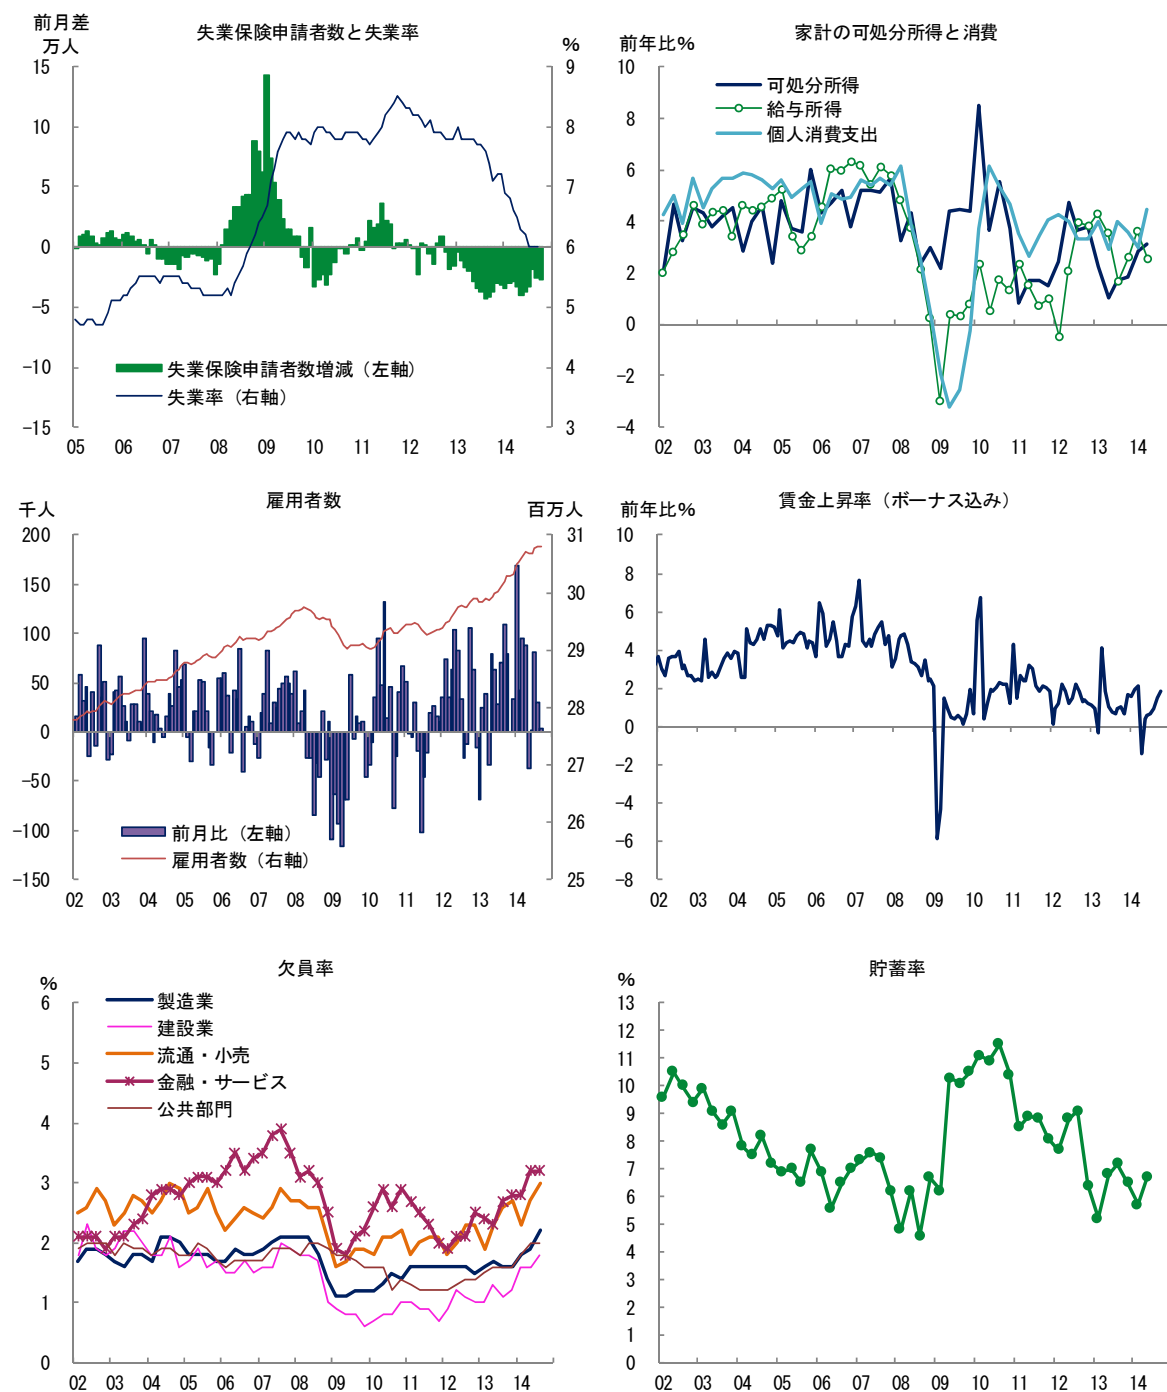 失業保険申請者数と失業率
前月差
万人
%
15
10
5
0
−5
−10
−15
9
8
7
6
5
4
3
失業保険申請者数増減（左軸）
失業率（右軸）
05 06 07 08 09 10 11 12 13 14
家計の可処分所得と消費
前年比%
10
8
6
4
2
0
−2
−4
可処分所得
給与所得
個人消費支出
02 03 04 05 06 07 08 09 10 11 12 13 14
雇用者数
千人
百万人
200
150
100
50
0
−50
−100
−150
31
30
29
28
27
26
25
前月比（左軸）
雇用者数（右軸）
02 03 04 05 06 07 08 09 10 11 12 13 14
賃金上昇率（ボーナス込み）
前年比%
10
8
6
4
2
0
−2
−4
−6
−8
02 03 04 05 06 07 08 09 10 11 12 13 14
欠員率
%
6
5
4
3
2
1
0
製造業
建設業
流通・小売
金融・サービス
公共部門
02 03 04 05 06 07 08 09 10 11 12 13 14
貯蓄率
%
13
12
11
10
9
8
7
6
5
4
3
2
1
0
02 03 04 05 06 07 08 09 10 11 12 13 14